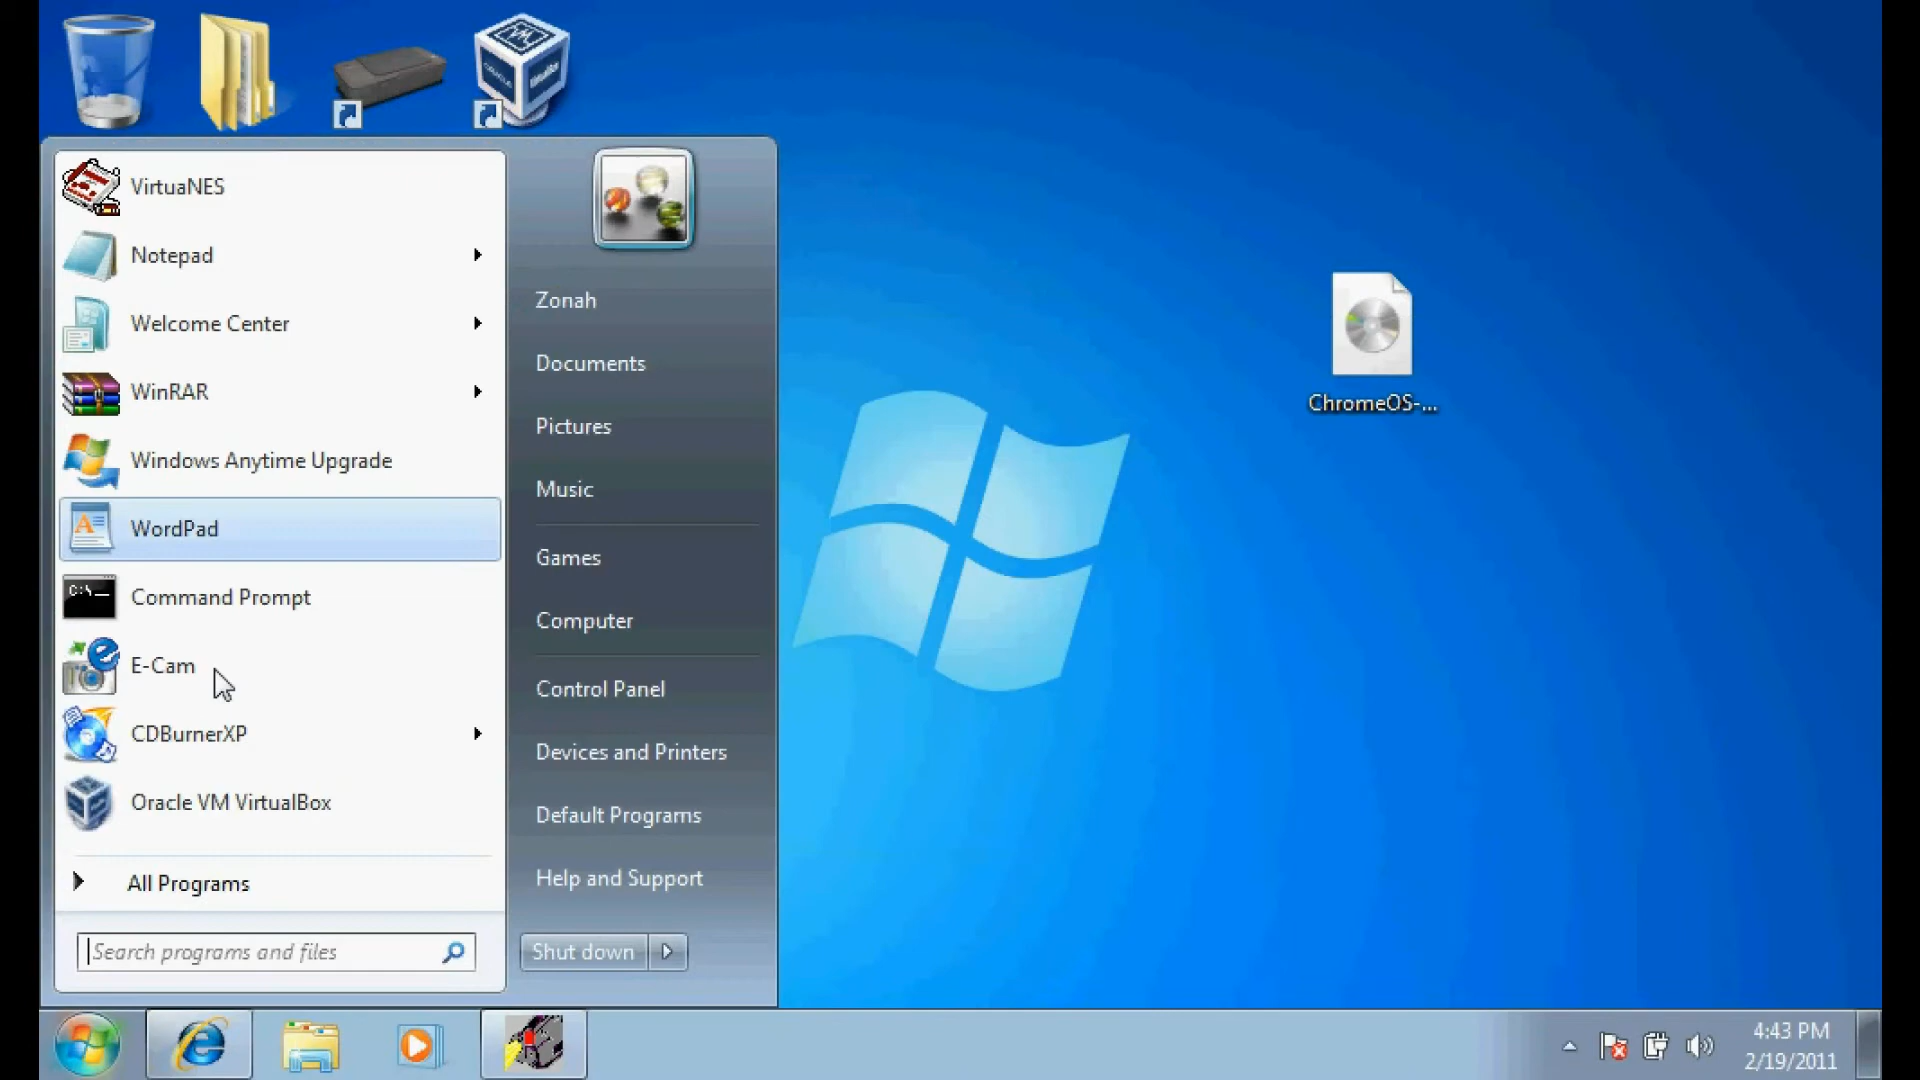 VirtuaNES
Notepad
Welcome Center
WinRAR
Windows Anytime Upgrade
WordPad
C:\_
Command Prompt
E-Cam
CDBurnerXP
Oracle VM VirtualBox
All Programs
Search programs and files
Zonah
Documents
Pictures
Music
Games
Computer
Control Panel
Devices and Printers
Default Programs
Help and Support
Shut down
ChromeOS-...
4:43 PM
2/19/2011